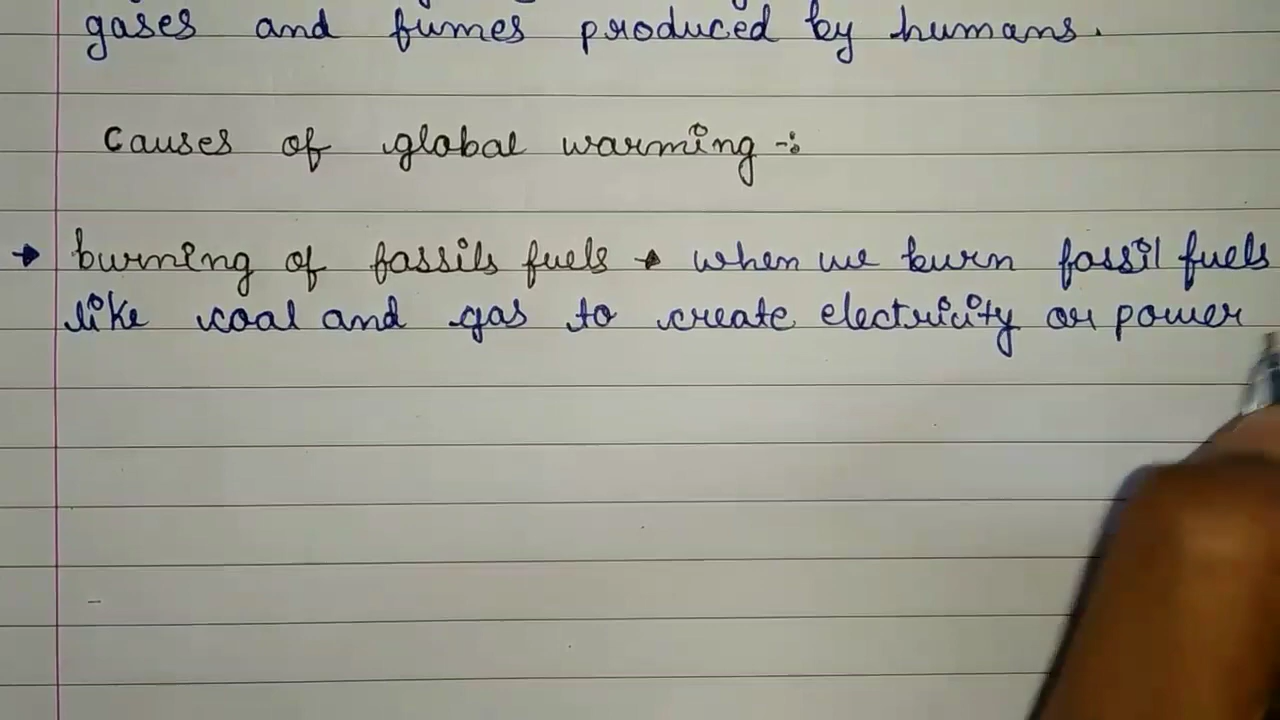 gases and fumes produced by humans.
Causes of global warming -:
→ burning of fossils fuels → when we burn fossil fuels
like coal and gas to create electricity or power